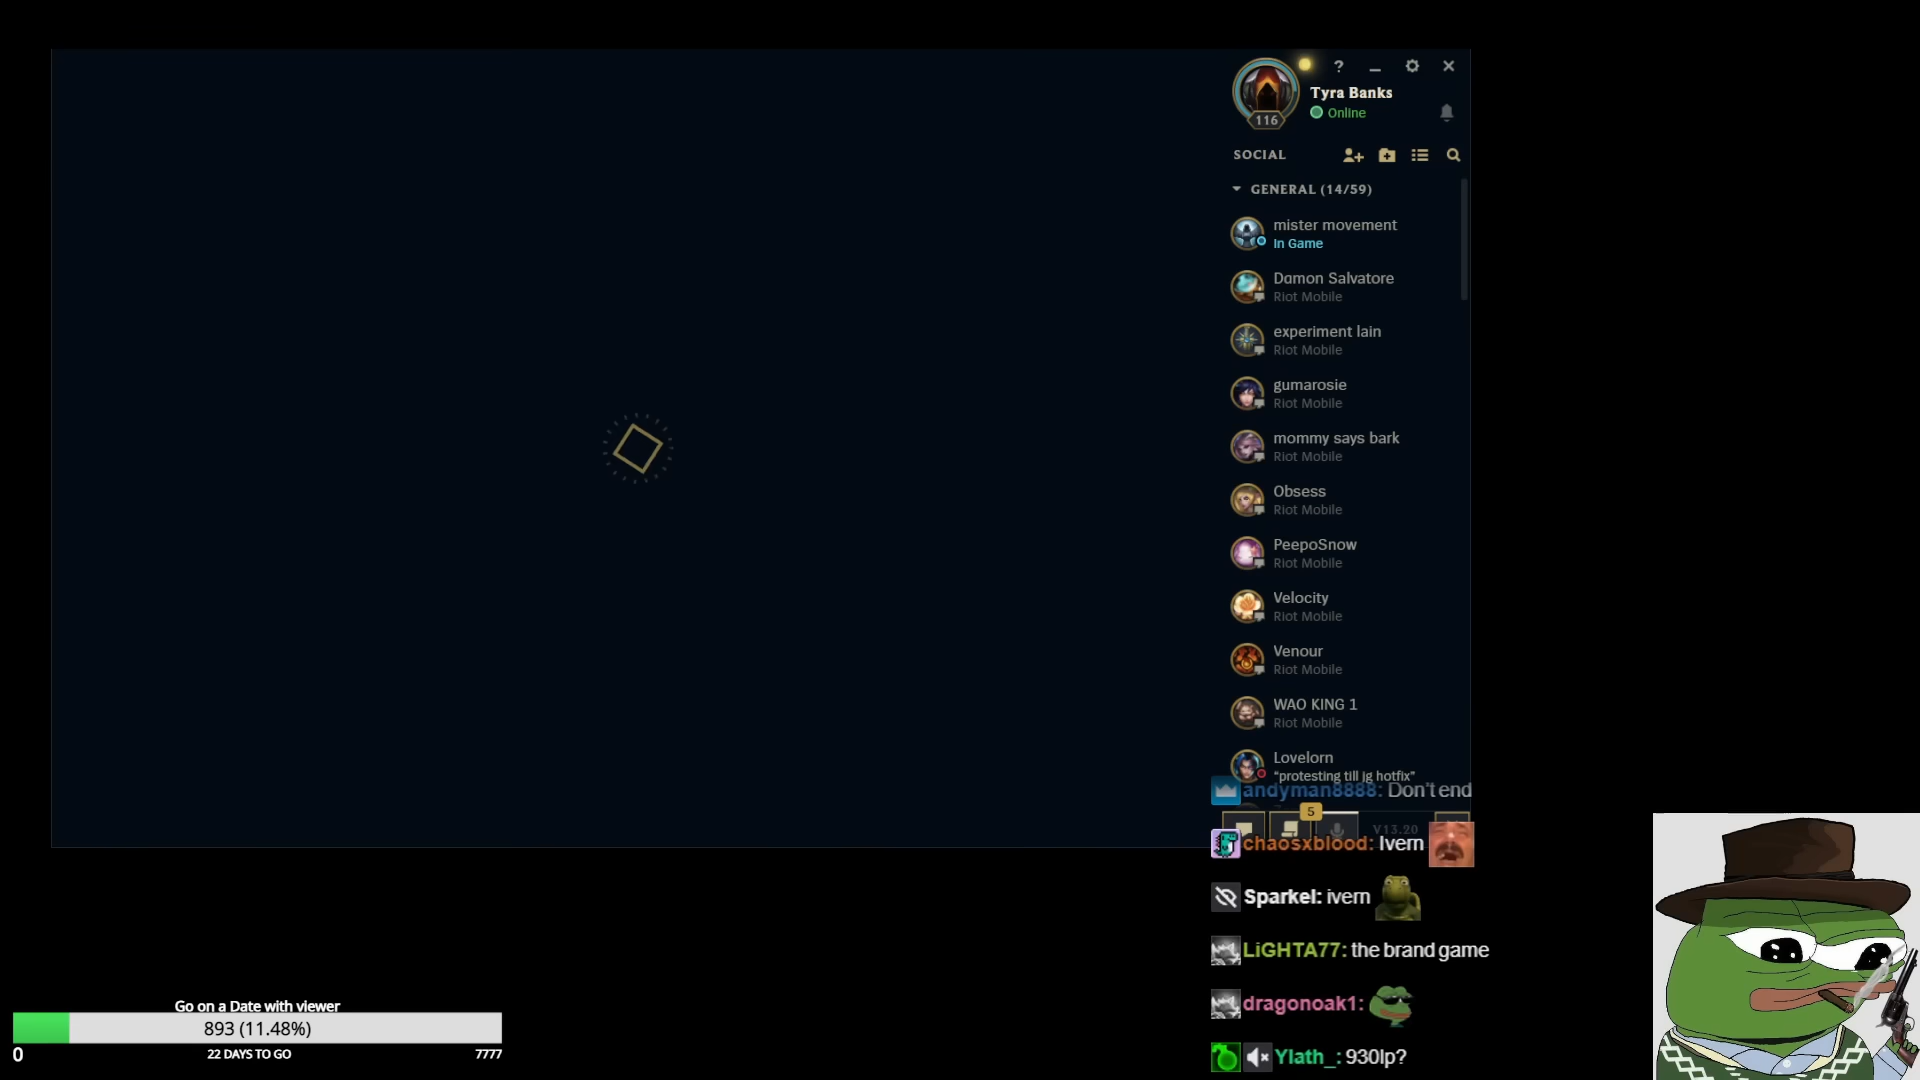 ?
Tyra Banks
Online
116
SOCIAL
GENERAL (14/59)
mister movement
In Game
Damon Salvatore
Riot Mobile
experiment lain
Riot Mobile
gumarosie
Riot Mobile
mommy says bark
Riot Mobile
Obsess
Riot Mobile
PeepoSnow
Riot Mobile
Velocity
Riot Mobile
Venour
Riot Mobile
WAO KING 1
Riot Mobile
Lovelorn
"protesting till jg hotfix"
andyman8888: Don't end
5
V13.20
chaosxblood: Ivern
Sparkel: ivern
LiGHTA77: the brand game
dragonoak1:
Ylath_: 930lp?
Go on a Date with viewer
893 (11.48%)
0
22 DAYS TO GO
7777